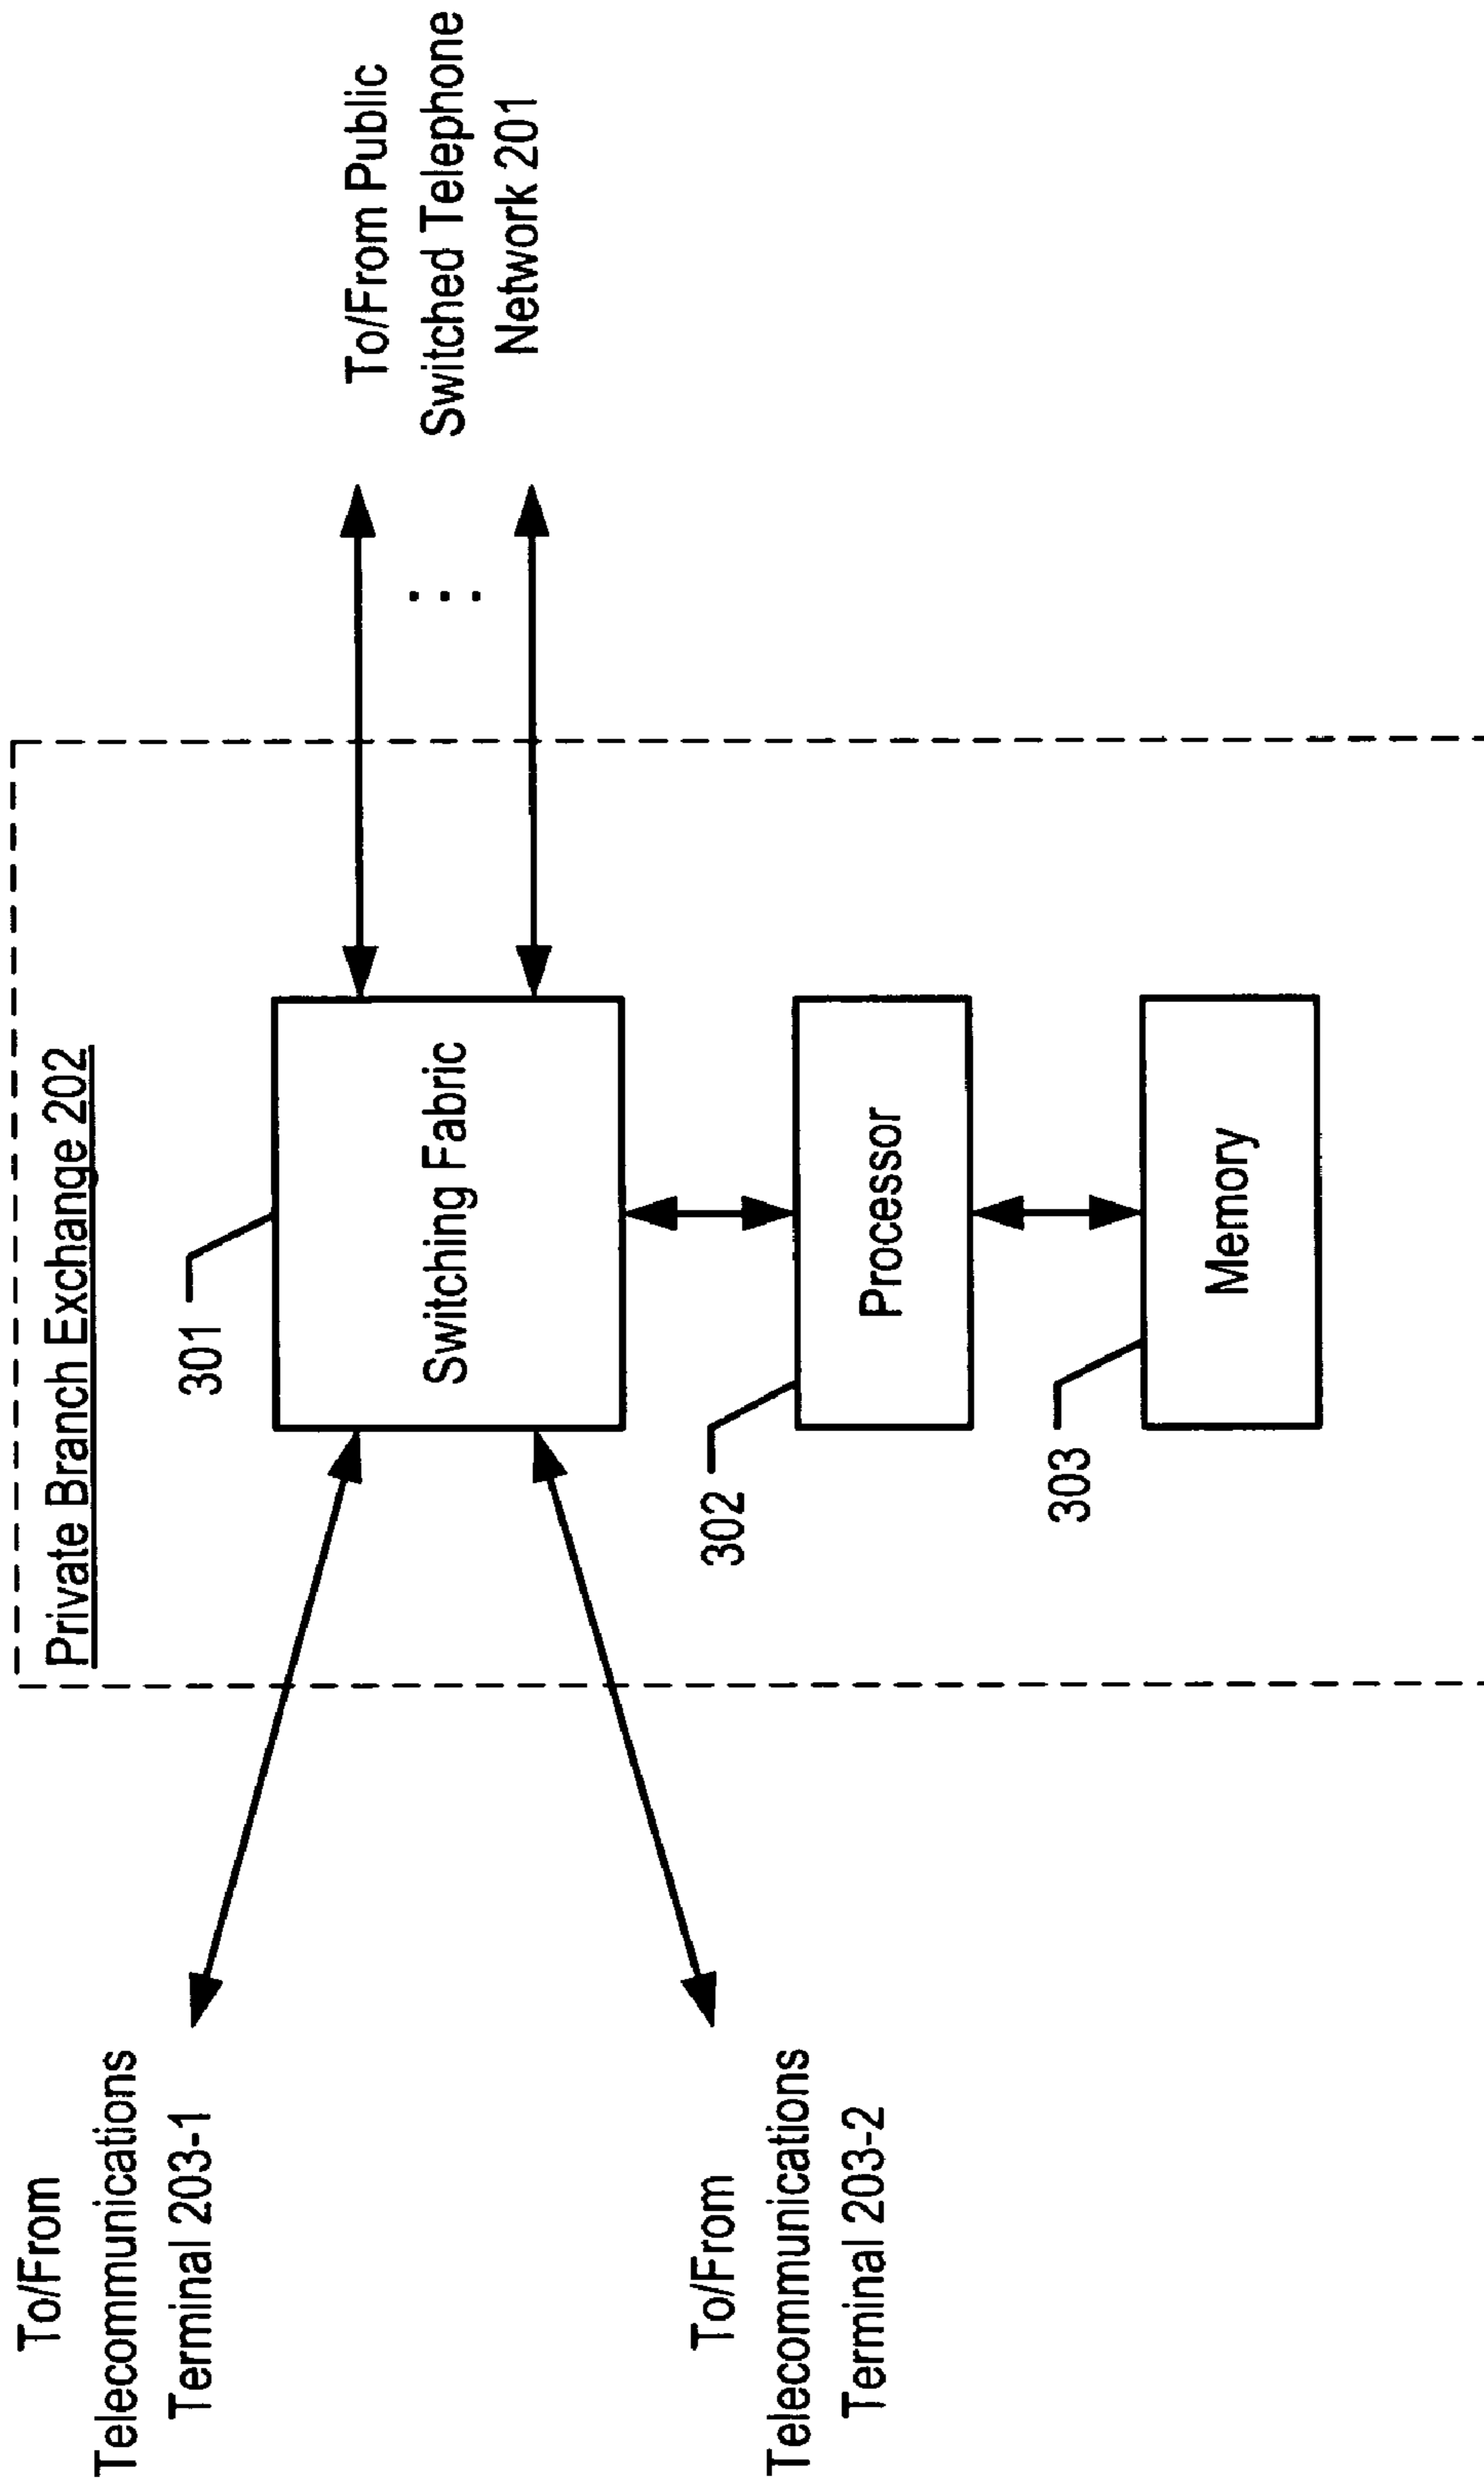 Private Branch Exchange 202
To/From
Telecommunications
Terminal 203-1
301
Switching Fabric
To/From Public
Switched Telephone
Network 201
302
Processor
To/From
Telecommunications
Terminal 203-2
303
Memory